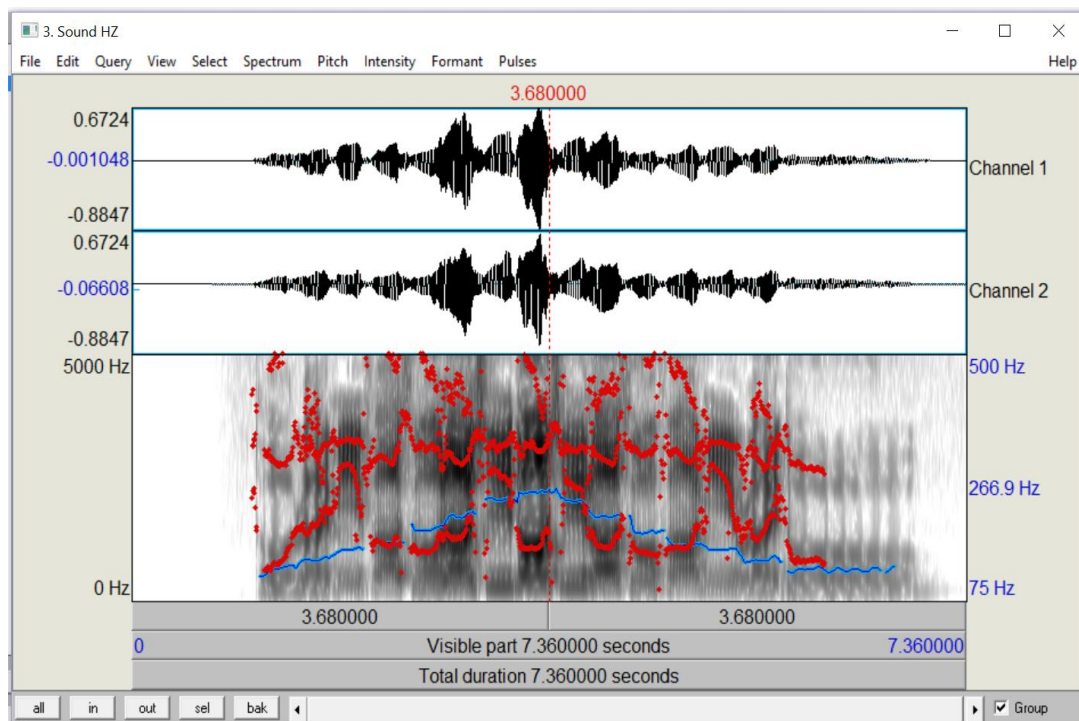 3. Sound HZ
File Edit Query View Select Spectrum Pitch Intensity Formant Pulses Help
3.680000
0.6724
-0.001048
-0.8847
Channel 1
0.6724
-0.06608
-0.8847
Channel 2
5000 Hz 500 Hz
266.9 Hz
0 Hz 75 Hz
3.680000 3.680000
0 Visible part 7.360000 seconds 7.360000
Total duration 7.360000 seconds
all in out sel bak Group